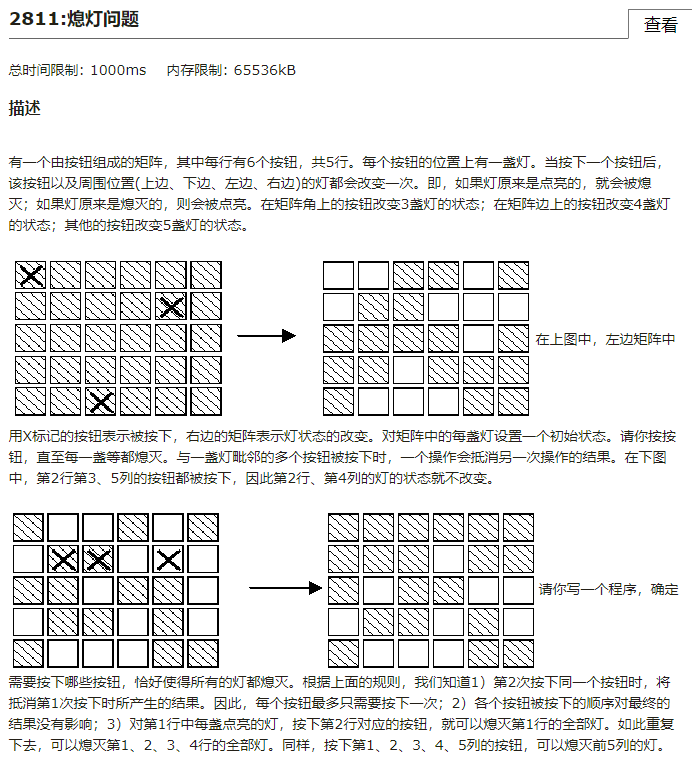 2811:熄灯问题
查看
总时间限制: 1000ms 内存限制: 65536kB
描述
有一个由按钮组成的矩阵，其中每行有6个按钮，共5行。每个按钮的位置上有一盏灯。当按下一个按钮后，
该按钮以及周围位置(上边、下边、左边、右边)的灯都会改变一次。即，如果灯原来是点亮的，就会被熄
灭；如果灯原来是熄灭的，则会被点亮。在矩阵角上的按钮改变3盏灯的状态；在矩阵边上的按钮改变4盏灯
的状态；其他的按钮改变5盏灯的状态。
在上图中，左边矩阵中
用X标记的按钮表示被按下，右边的矩阵表示灯状态的改变。对矩阵中的每盏灯设置一个初始状态。请你按按
钮，直至每一盏等都熄灭。与一盏灯毗邻的多个按钮被按下时，一个操作会抵消另一次操作的结果。在下图
中，第2行第3、5列的按钮都被按下，因此第2行、第4列的灯的状态就不改变。
请你写一个程序，确定
需要按下哪些按钮，恰好使得所有的灯都熄灭。根据上面的规则，我们知道1）第2次按下同一个按钮时，将
抵消第1次按下时所产生的结果。因此，每个按钮最多只需要按下一次；2）各个按钮被按下的顺序对最终的
结果没有影响；3）对第1行中每盏点亮的灯，按下第2行对应的按钮，就可以熄灭第1行的全部灯。如此重复
下去，可以熄灭第1、2、3、4行的全部灯。同样，按下第1、2、3、4、5列的按钮，可以熄灭前5列的灯。